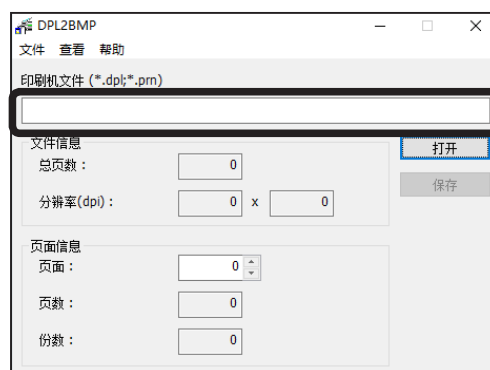 DPL2BMP
文件 查看 帮助
印刷机文件 (*.dpl;*.prn)
文件信息
打开
总页数： 0
保存
分辨率(dpi)： 0 x 0
页面信息
页面： 0
页数： 0
份数： 0